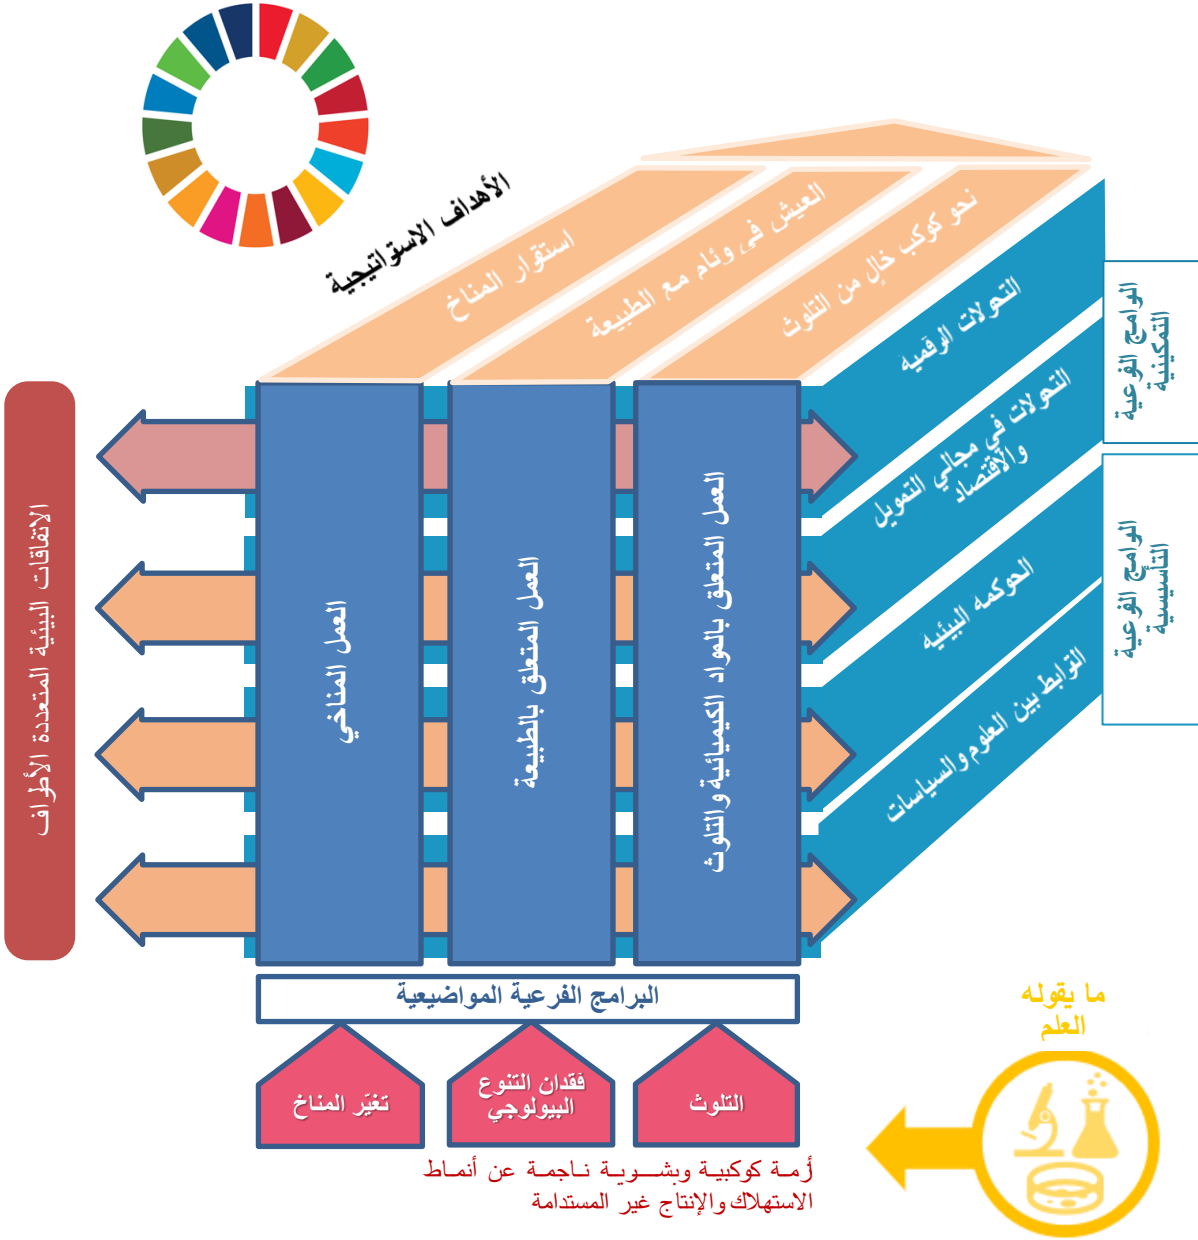 الأهداف الاستراتيجية
استقرار المناخ
العيش في وئام مع الطبيعة
نحو كوكب خالٍ من التلوث
التحولات الرقمية
التحولات في مجالي التمويل
والاقتصاد
الحوكمة البيئية
الترابط بين العلوم والسياسات
البرامج الفرعية
التمكينية
البرامج الفرعية
التأسيسية
العمل المتعلق بالمواد الكيميائية والتلوث
العمل المتعلق بالطبيعة
العمل المناخي
الاتفاقات البيئية المتعددة الأطراف
البرامج الفرعية المواضيعية
التلوث
فقدان التنوع
البيولوجي
تغيّر المناخ
أزمة كوكبية وبشرية ناجمة عن أنماط
الاستهلاك والإنتاج غير المستدامة
ما يقوله
العلم